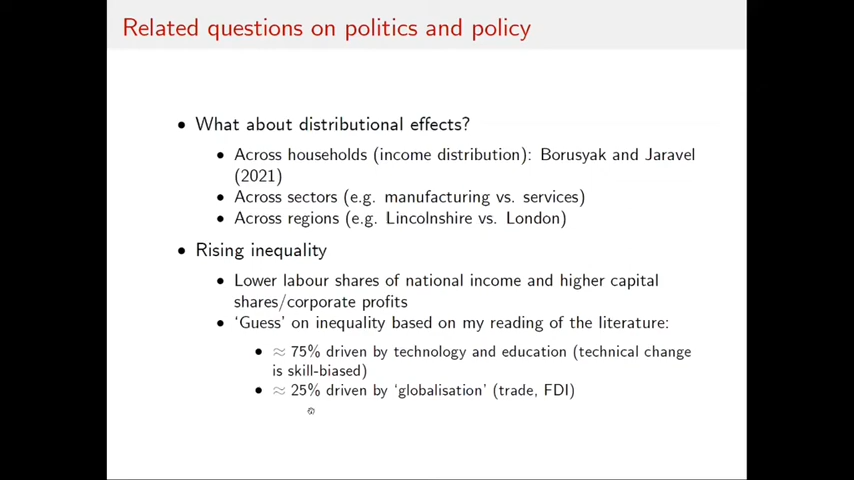 Related questions on politics and policy
• What about distributional effects?
• Across households (income distribution): Borusyak and Jaravel
(2021)
• Across sectors (e.g. manufacturing vs. services)
• Across regions (e.g. Lincolnshire vs. London)
• Rising inequality
• Lower labour shares of national income and higher capital
shares/corporate profits
• ‘Guess’ on inequality based on my reading of the literature:
• ≈ 75% driven by technology and education (technical change
is skill-biased)
• ≈ 25% driven by ‘globalisation’ (trade, FDI)